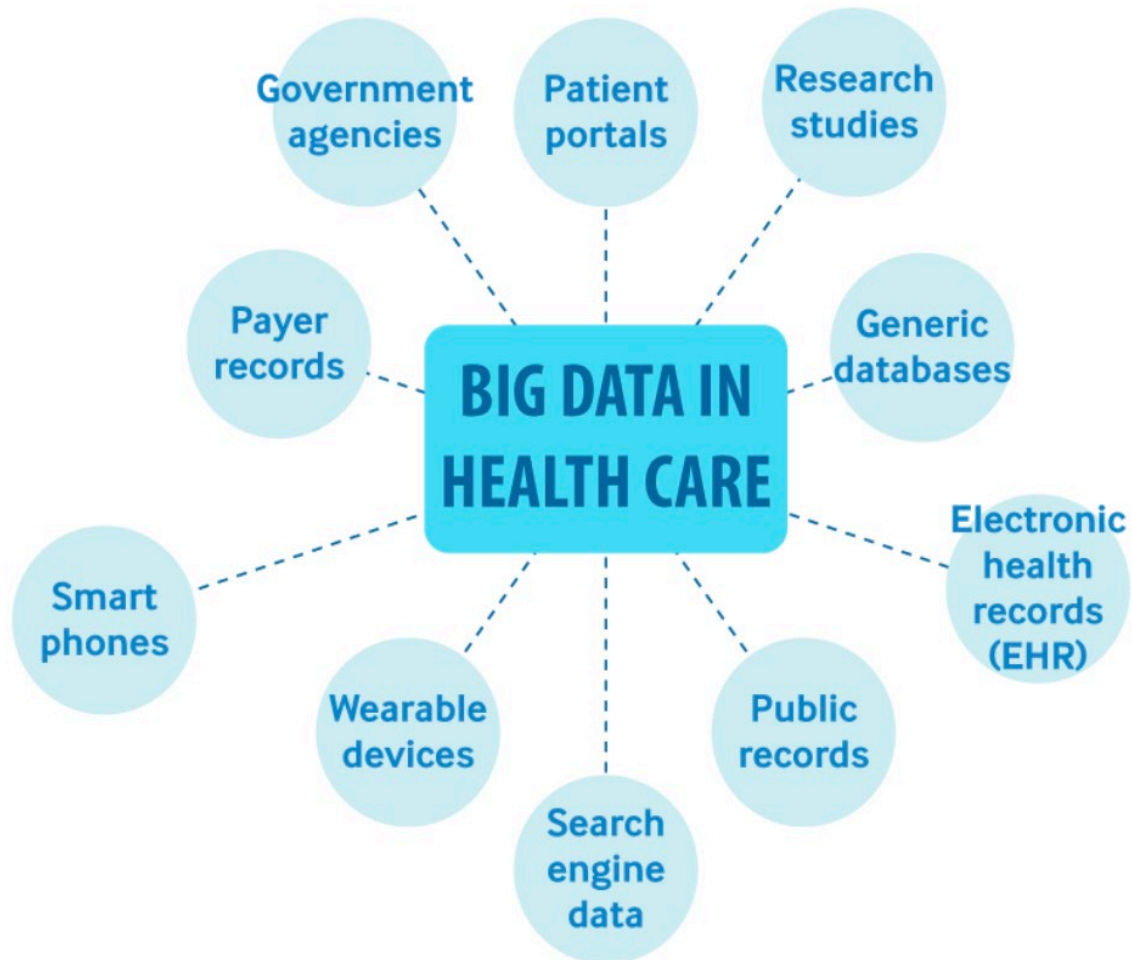 Government
agencies
Patient
portals
Research
studies
Payer
records
BIG DATA IN
HEALTH CARE
Generic
databases
Smart
phones
Electronic
health
records
(EHR)
Wearable
devices
Public
records
Search
engine
data